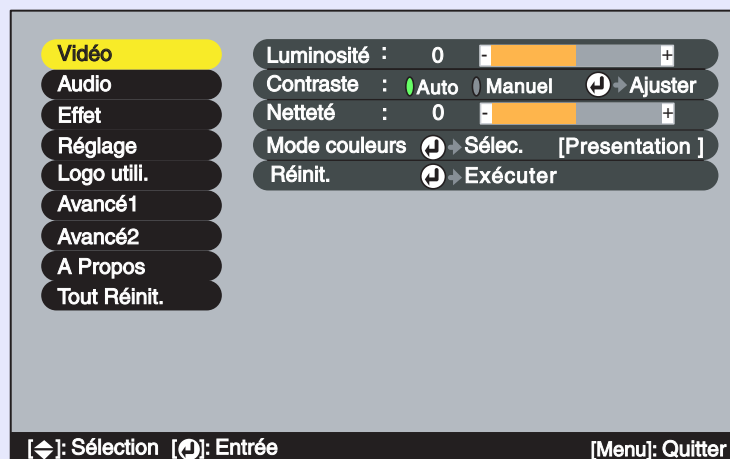 Vidéo
Audio
Effet
Réglage
Logo utili.
Avancé1
Avancé2
A Propos
Tout Réinit.
Luminosité : 0 - +
Contraste : Auto Manuel Ajuster
Netteté : 0 - +
Mode couleurs Sélec. [Presentation ]
Réinit. Exécuter
[]: Sélection []: Entrée [Menu]: Quitter